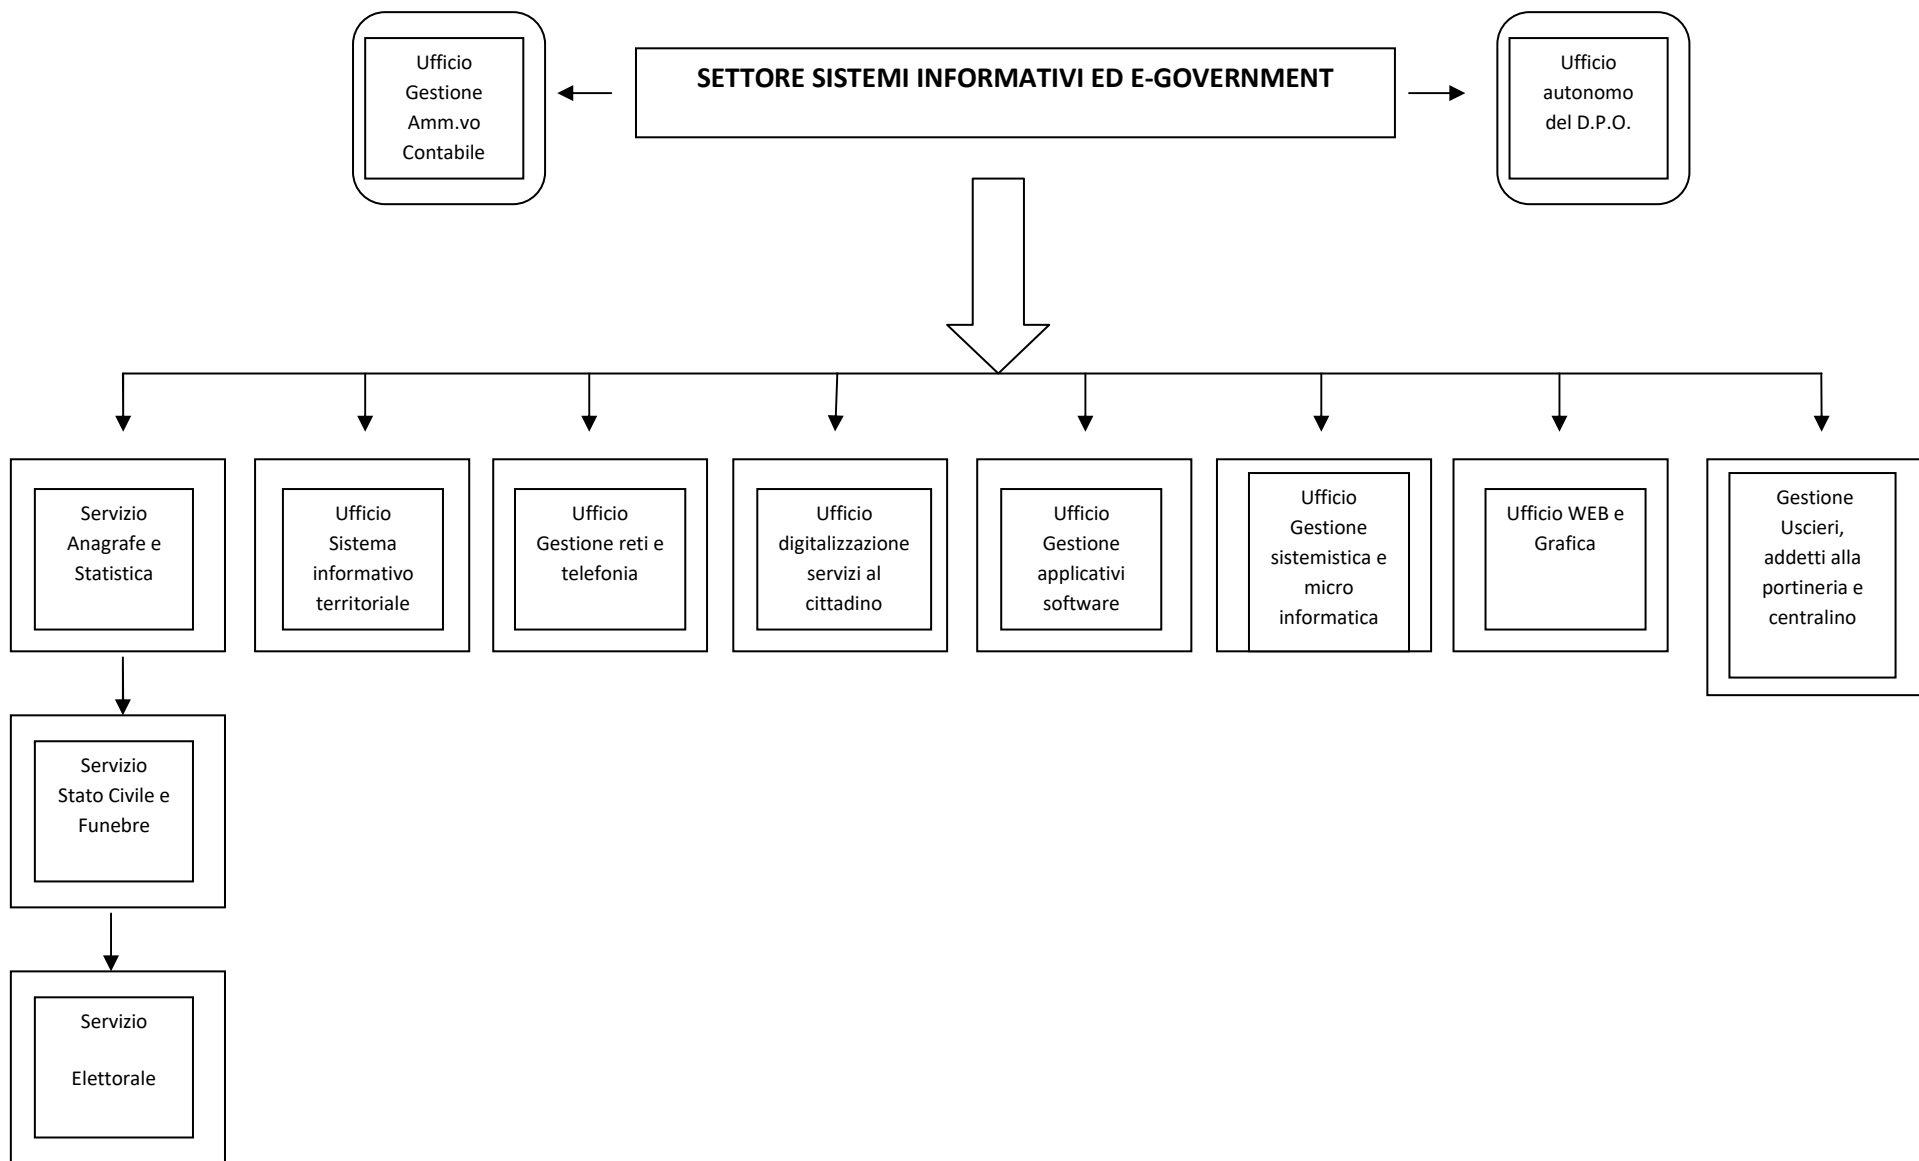 Ufficio
Gestione
Amm.vo
Contabile
SETTORE SISTEMI INFORMATIVI ED E-GOVERNMENT
Ufficio
autonomo
del D.P.O.
Servizio
Anagrafe e
Statistica
Ufficio
Sistema
informativo
territoriale
Ufficio
Gestione reti e
telefonia
Ufficio
digitalizzazione
servizi al
cittadino
Ufficio
Gestione
applicativi
software
Ufficio
Gestione
sistemistica e
micro
informatica
Ufficio WEB e
Grafica
Gestione
Uscieri,
addetti alla
portineria e
centralino
Servizio
Stato Civile e
Funebre
Servizio
Elettorale